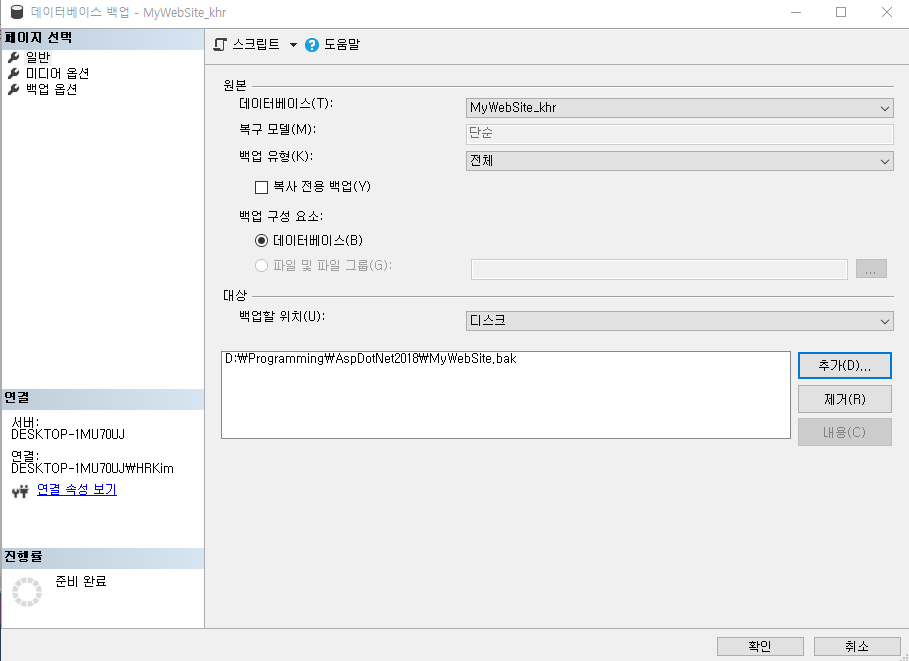 데이터베이스 백업 - MyWebSite_khr
페이지 선택
일반
미디어 옵션
백업 옵션
스크립트
도움말
원본
데이터베이스(T):
MyWebSite_khr
복구 모델(M):
단순
백업 유형(K):
전체
복사 전용 백업(Y)
백업 구성 요소:
데이터베이스(B)
파일 및 파일 그룹(G):
...
대상
백업할 위치(U):
디스크
D:₩Programming₩AspDotNet2018₩MyWebSite.bak
추가(D)...
제거(R)
내용(C)
연결
서버:
DESKTOP-1MU70UJ
연결:
DESKTOP-1MU70UJ₩HRKim
연결 속성 보기
진행률
준비 완료
확인
취소